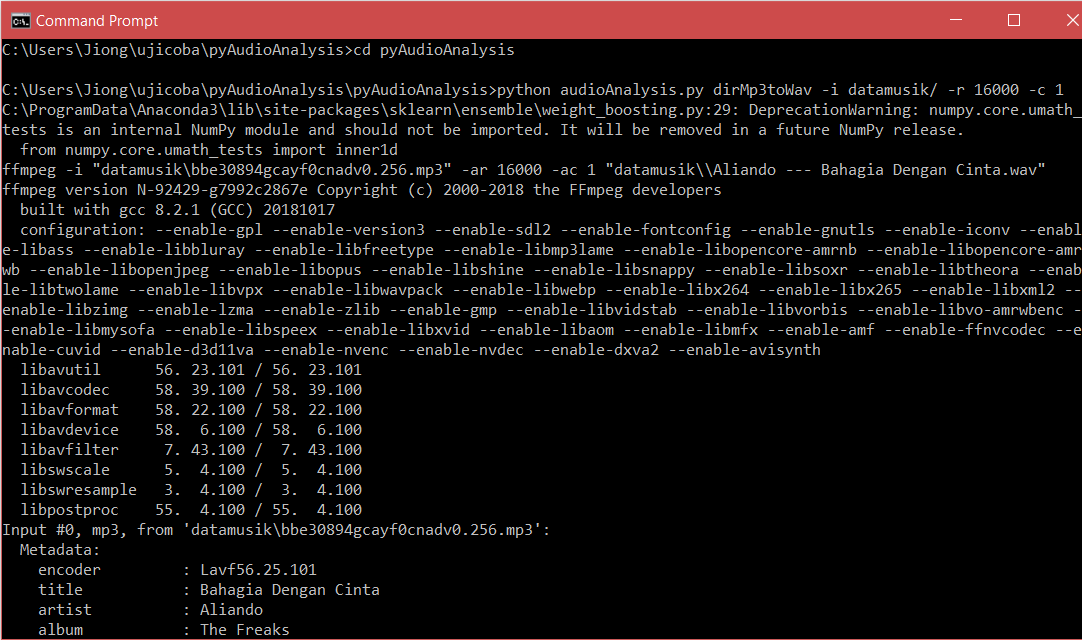 Command Prompt
C:\Users\Jiong\ujicoba\pyAudioAnalysis>cd pyAudioAnalysis
C:\Users\Jiong\ujicoba\pyAudioAnalysis\pyAudioAnalysis>python audioAnalysis.py dirMp3toWav -i datamusik/ -r 16000 -c 1
C:\ProgramData\Anaconda3\lib\site-packages\sklearn\ensemble\weight_boosting.py:29: DeprecationWarning: numpy.core.umath_
tests is an internal NumPy module and should not be imported. It will be removed in a future NumPy release.
  from numpy.core.umath_tests import inner1d
ffmpeg -i "datamusik\bbe30894gcayf0cnadv0.256.mp3" -ar 16000 -ac 1 "datamusik\\Aliando --- Bahagia Dengan Cinta.wav"
ffmpeg version N-92429-g7992c2867e Copyright (c) 2000-2018 the FFmpeg developers
  built with gcc 8.2.1 (GCC) 20181017
  configuration: --enable-gpl --enable-version3 --enable-sdl2 --enable-fontconfig --enable-gnutls --enable-iconv --enabl
e-libass --enable-libbluray --enable-libfreetype --enable-libmp3lame --enable-libopencore-amrnb --enable-libopencore-amr
wb --enable-libopenjpeg --enable-libopus --enable-libshine --enable-libsnappy --enable-libsoxr --enable-libtheora --enab
le-libtwolame --enable-libvpx --enable-libwavpack --enable-libwebp --enable-libx264 --enable-libx265 --enable-libxml2 --
enable-libzimg --enable-lzma --enable-zlib --enable-gmp --enable-libvidstab --enable-libvorbis --enable-libvo-amrwbenc -
-enable-libmysofa --enable-libspeex --enable-libxvid --enable-libaom --enable-libmfx --enable-amf --enable-ffnvcodec --e
nable-cuvid --enable-d3d11va --enable-nvenc --enable-nvdec --enable-dxva2 --enable-avisynth
  libavutil      56. 23.101 / 56. 23.101
  libavcodec     58. 39.100 / 58. 39.100
  libavformat    58. 22.100 / 58. 22.100
  libavdevice    58.  6.100 / 58.  6.100
  libavfilter     7. 43.100 /  7. 43.100
  libswscale      5.  4.100 /  5.  4.100
  libswresample   3.  4.100 /  3.  4.100
  libpostproc    55.  4.100 / 55.  4.100
Input #0, mp3, from 'datamusik\bbe30894gcayf0cnadv0.256.mp3':
  Metadata:
    encoder         : Lavf56.25.101
    title           : Bahagia Dengan Cinta
    artist          : Aliando
    album           : The Freaks